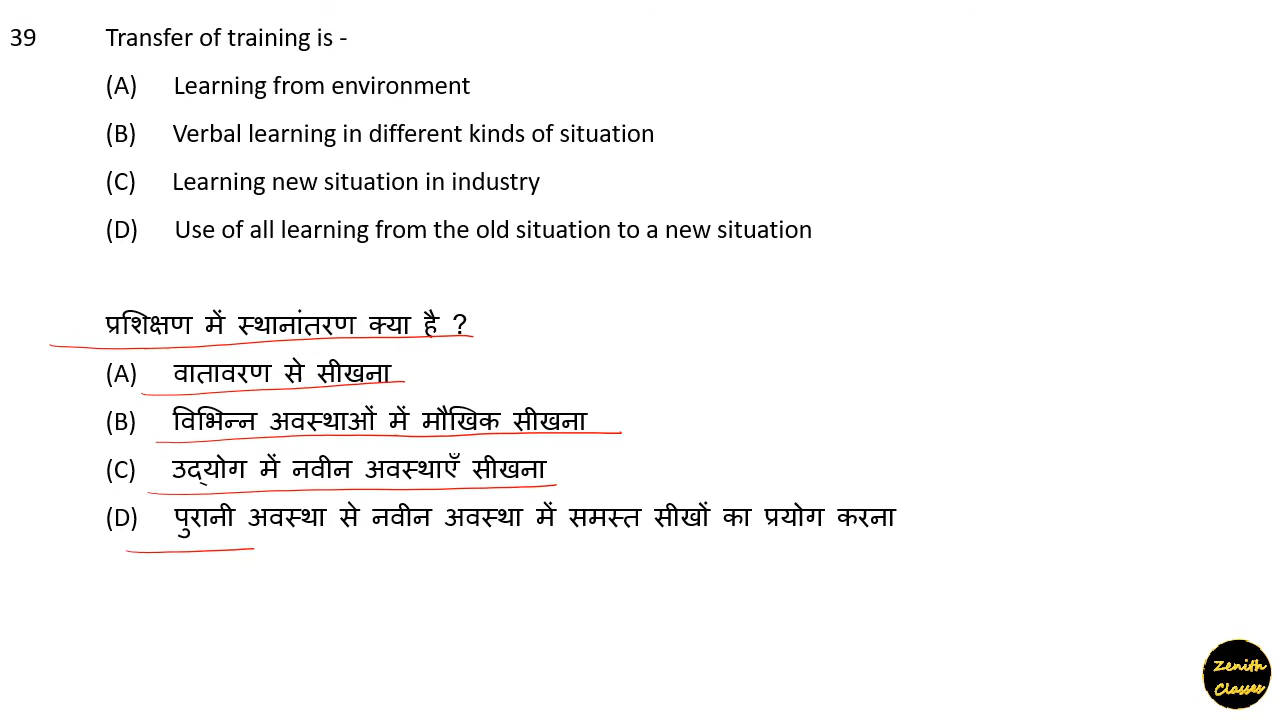 39 Transfer of training is -
(A) Learning from environment
(B) Verbal learning in different kinds of situation
(C) Learning new situation in industry
(D) Use of all learning from the old situation to a new situation
प्रशिक्षण में स्थानांतरण क्या है ?
(A) वातावरण से सीखना
(B) विभिन्न अवस्थाओं में मौखिक सीखना
(C) उद्योग में नवीन अवस्थाएँ सीखना
(D) पुरानी अवस्था से नवीन अवस्था में समस्त सीखों का प्रयोग करना
Zenith
Classes